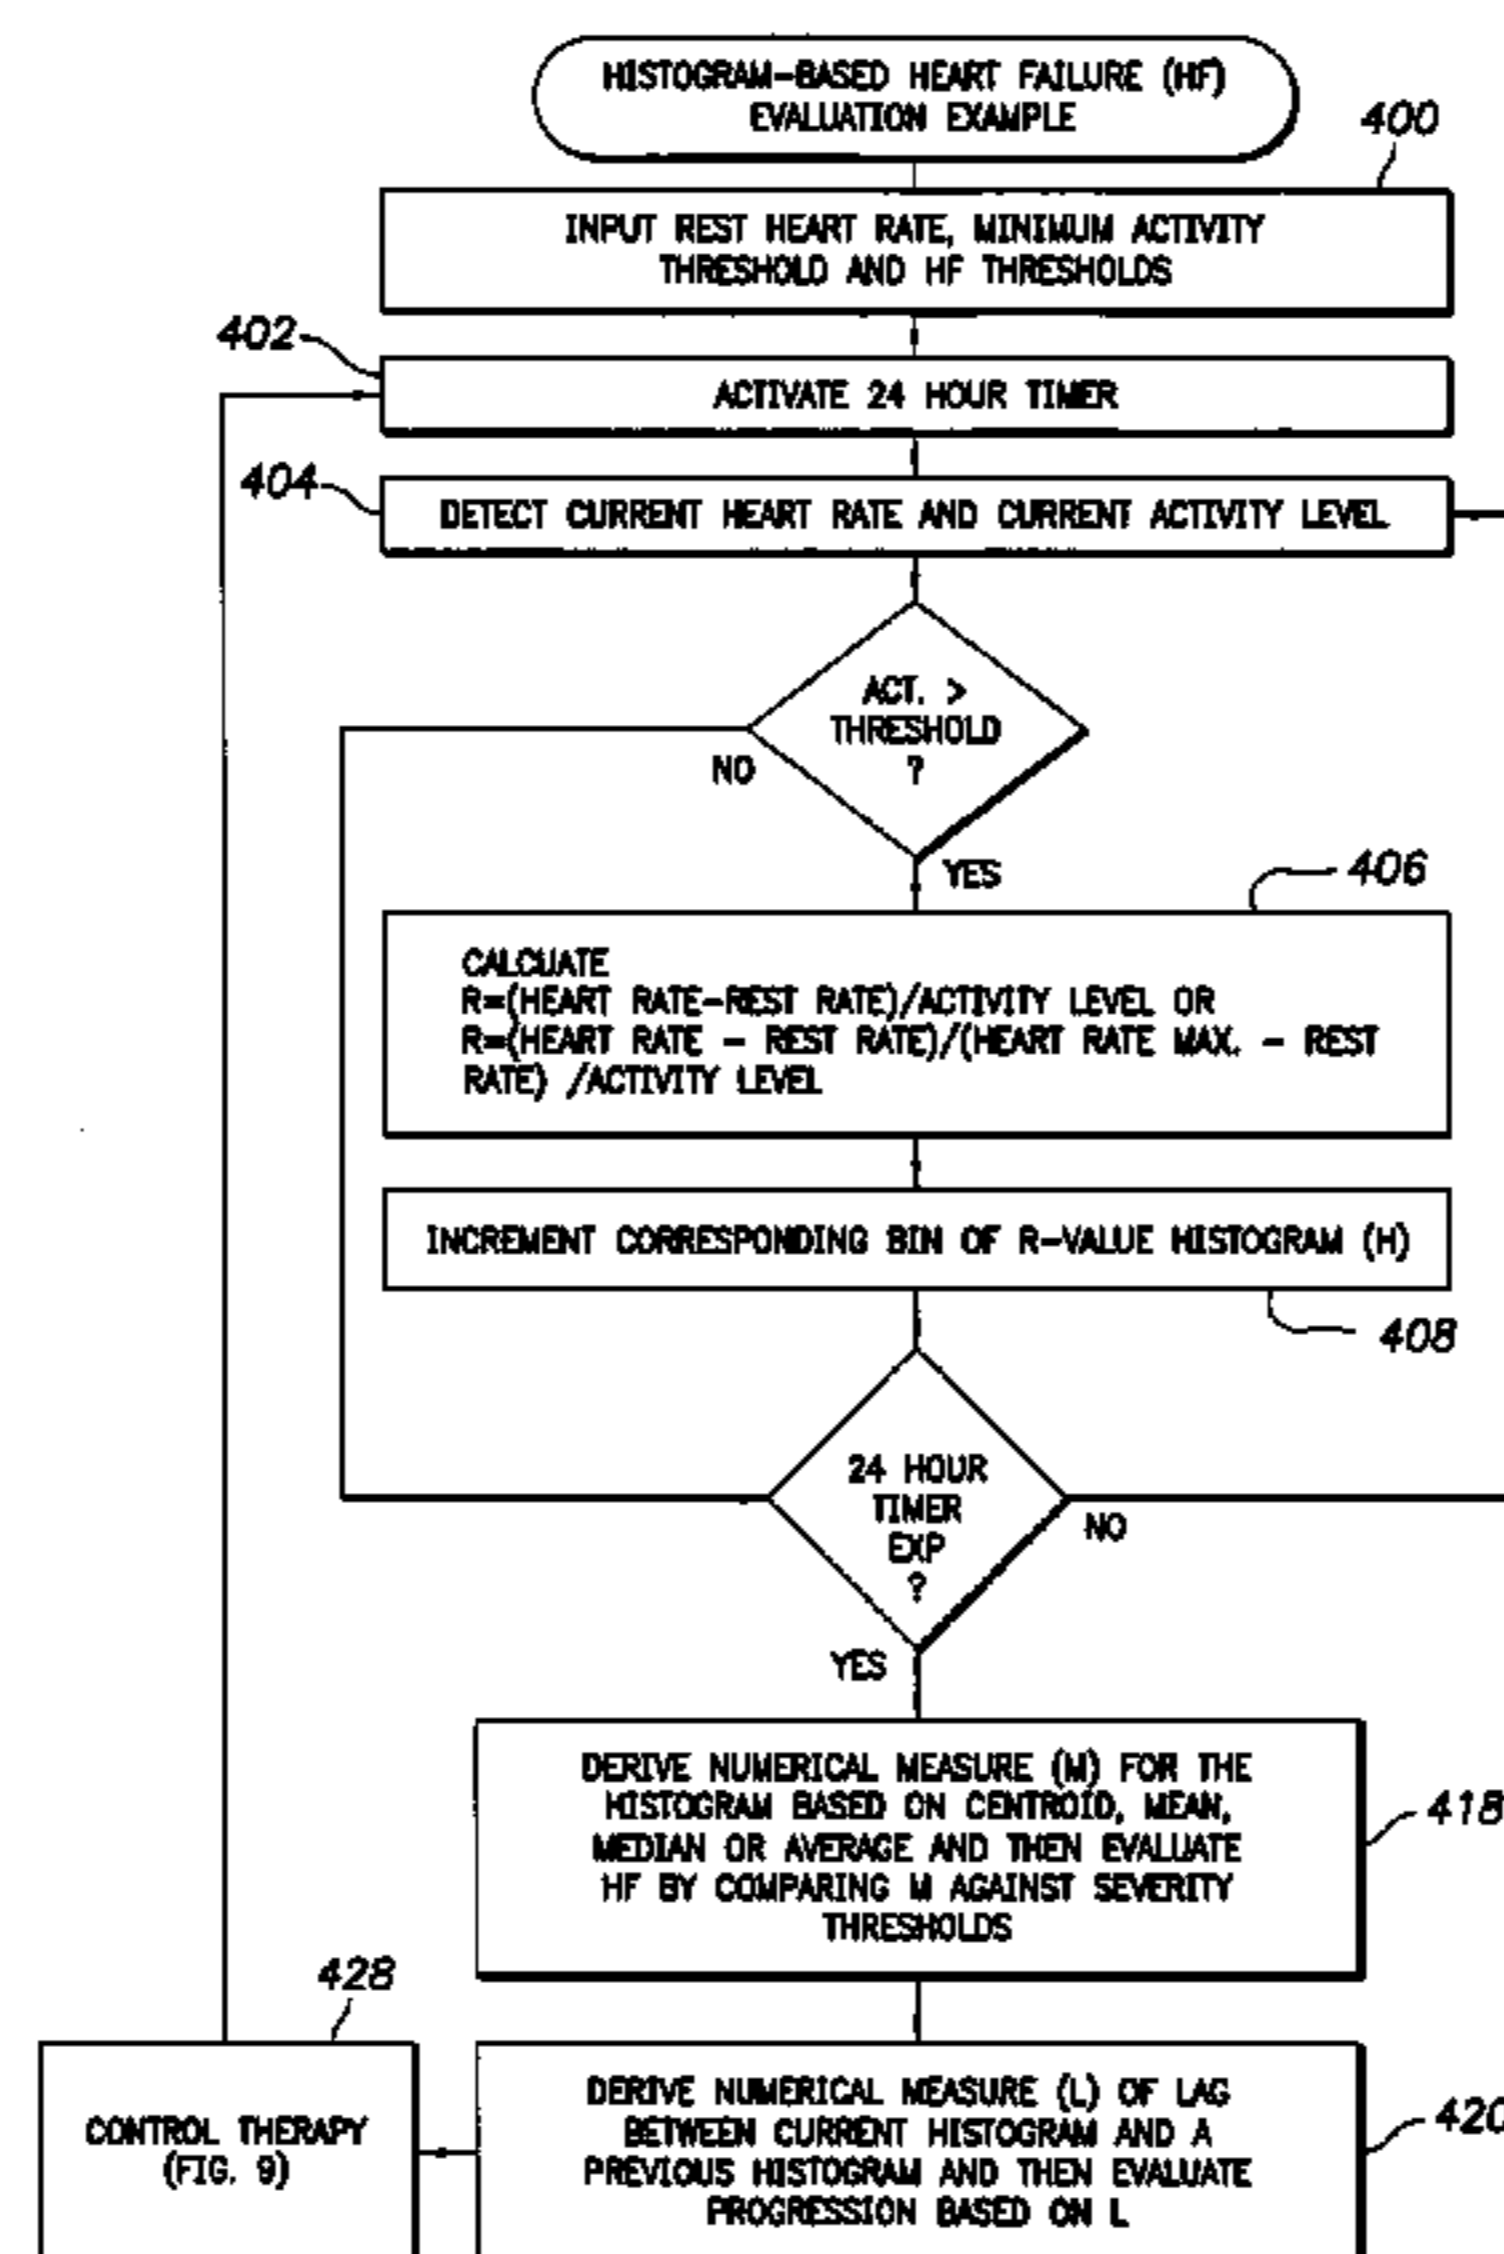 HISTOGRAM-BASED HEART FAILURE (HF)
EVALUATION EXAMPLE
400
INPUT REST HEART RATE, MINIMUM ACTIVITY
THRESHOLD AND HF THRESHOLDS
402
ACTIVATE 24 HOUR TIMER
404
DETECT CURRENT HEART RATE AND CURRENT ACTIVITY LEVEL
ACT. >
THRESHOLD
?
NO
YES
406
CALCUATE
R=(HEART RATE-REST RATE)/ACTIVITY LEVEL OR
R=(HEART RATE - REST RATE)/(HEART RATE MAX. - REST
RATE) /ACTIVITY LEVEL
INCREMENT CORRESPONDING BIN OF R-VALUE HISTOGRAM (H)
408
24 HOUR
TIMER
EXP
?
NO
YES
DERIVE NUMERICAL MEASURE (M) FOR THE
HISTOGRAM BASED ON CENTROID, MEAN,
MEDIAN OR AVERAGE AND THEN EVALUATE
HF BY COMPARING M AGAINST SEVERITY
THRESHOLDS
418
428
CONTROL THERAPY
(FIG. 9)
DERIVE NUMERICAL MEASURE (L) OF LAG
BETWEEN CURRENT HISTOGRAM AND A
PREVIOUS HISTOGRAM AND THEN EVALUATE
PROGRESSION BASED ON L
420